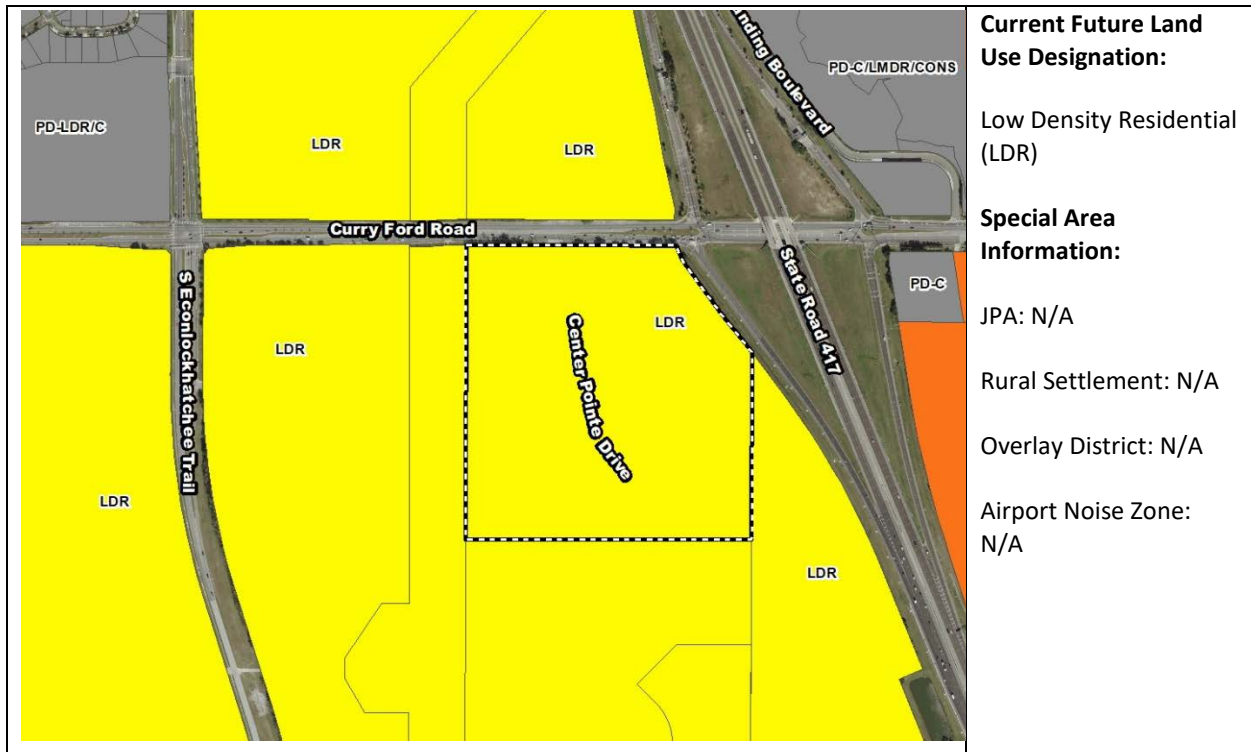 unding Boulevard
PD-C/LMDR/CONS
PD-LDR/C
LDR
LDR
Curry Ford Road
S Econlockhatchee Trail
State Road 417
PD-C
Center Pointe Drive
LDR
LDR
LDR
LDR
Current Future Land
Use Designation:
Low Density Residential
(LDR)
Special Area
Information:
JPA: N/A
Rural Settlement: N/A
Overlay District: N/A
Airport Noise Zone:
N/A